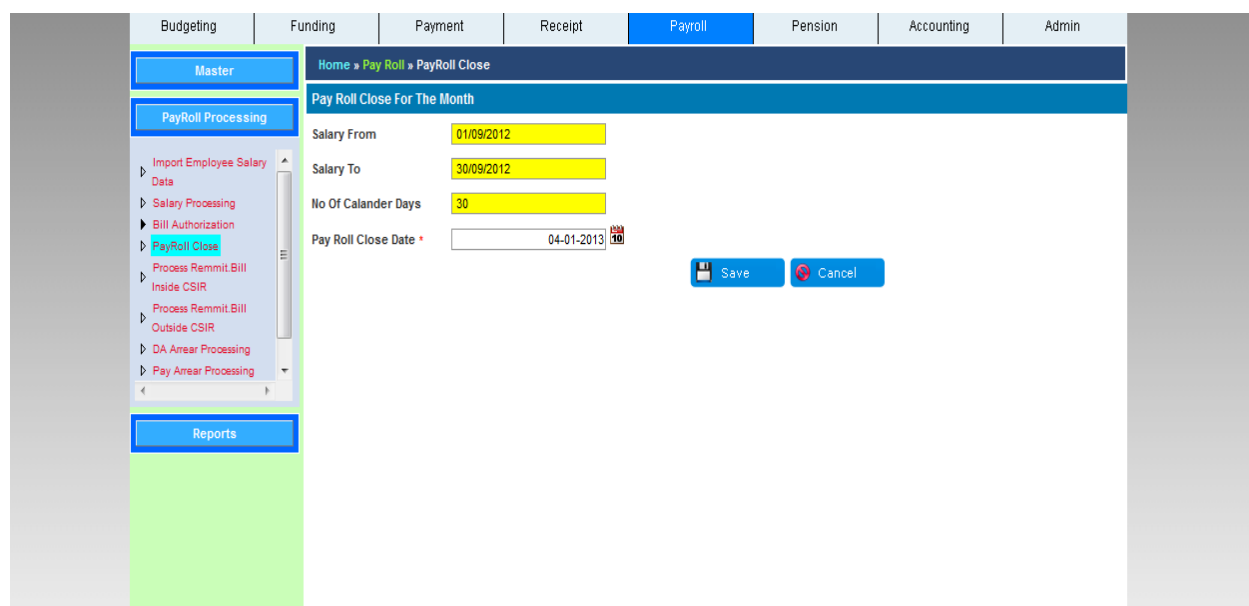 Budgeting Funding Payment Receipt Payroll Pension Accounting Admin
Master
PayRoll Processing
Import Employee Salary
Data
Salary Processing
Bill Authorization
PayRoll Close
Process Remmit.Bill
Inside CSIR
Process Remmit.Bill
Outside CSIR
DA Arrear Processing
Pay Arrear Processing
Reports
Home » Pay Roll » PayRoll Close
Pay Roll Close For The Month
Salary From 01/09/2012
Salary To 30/09/2012
No Of Calander Days 30
Pay Roll Close Date * 04-01-2013 10
Save Cancel